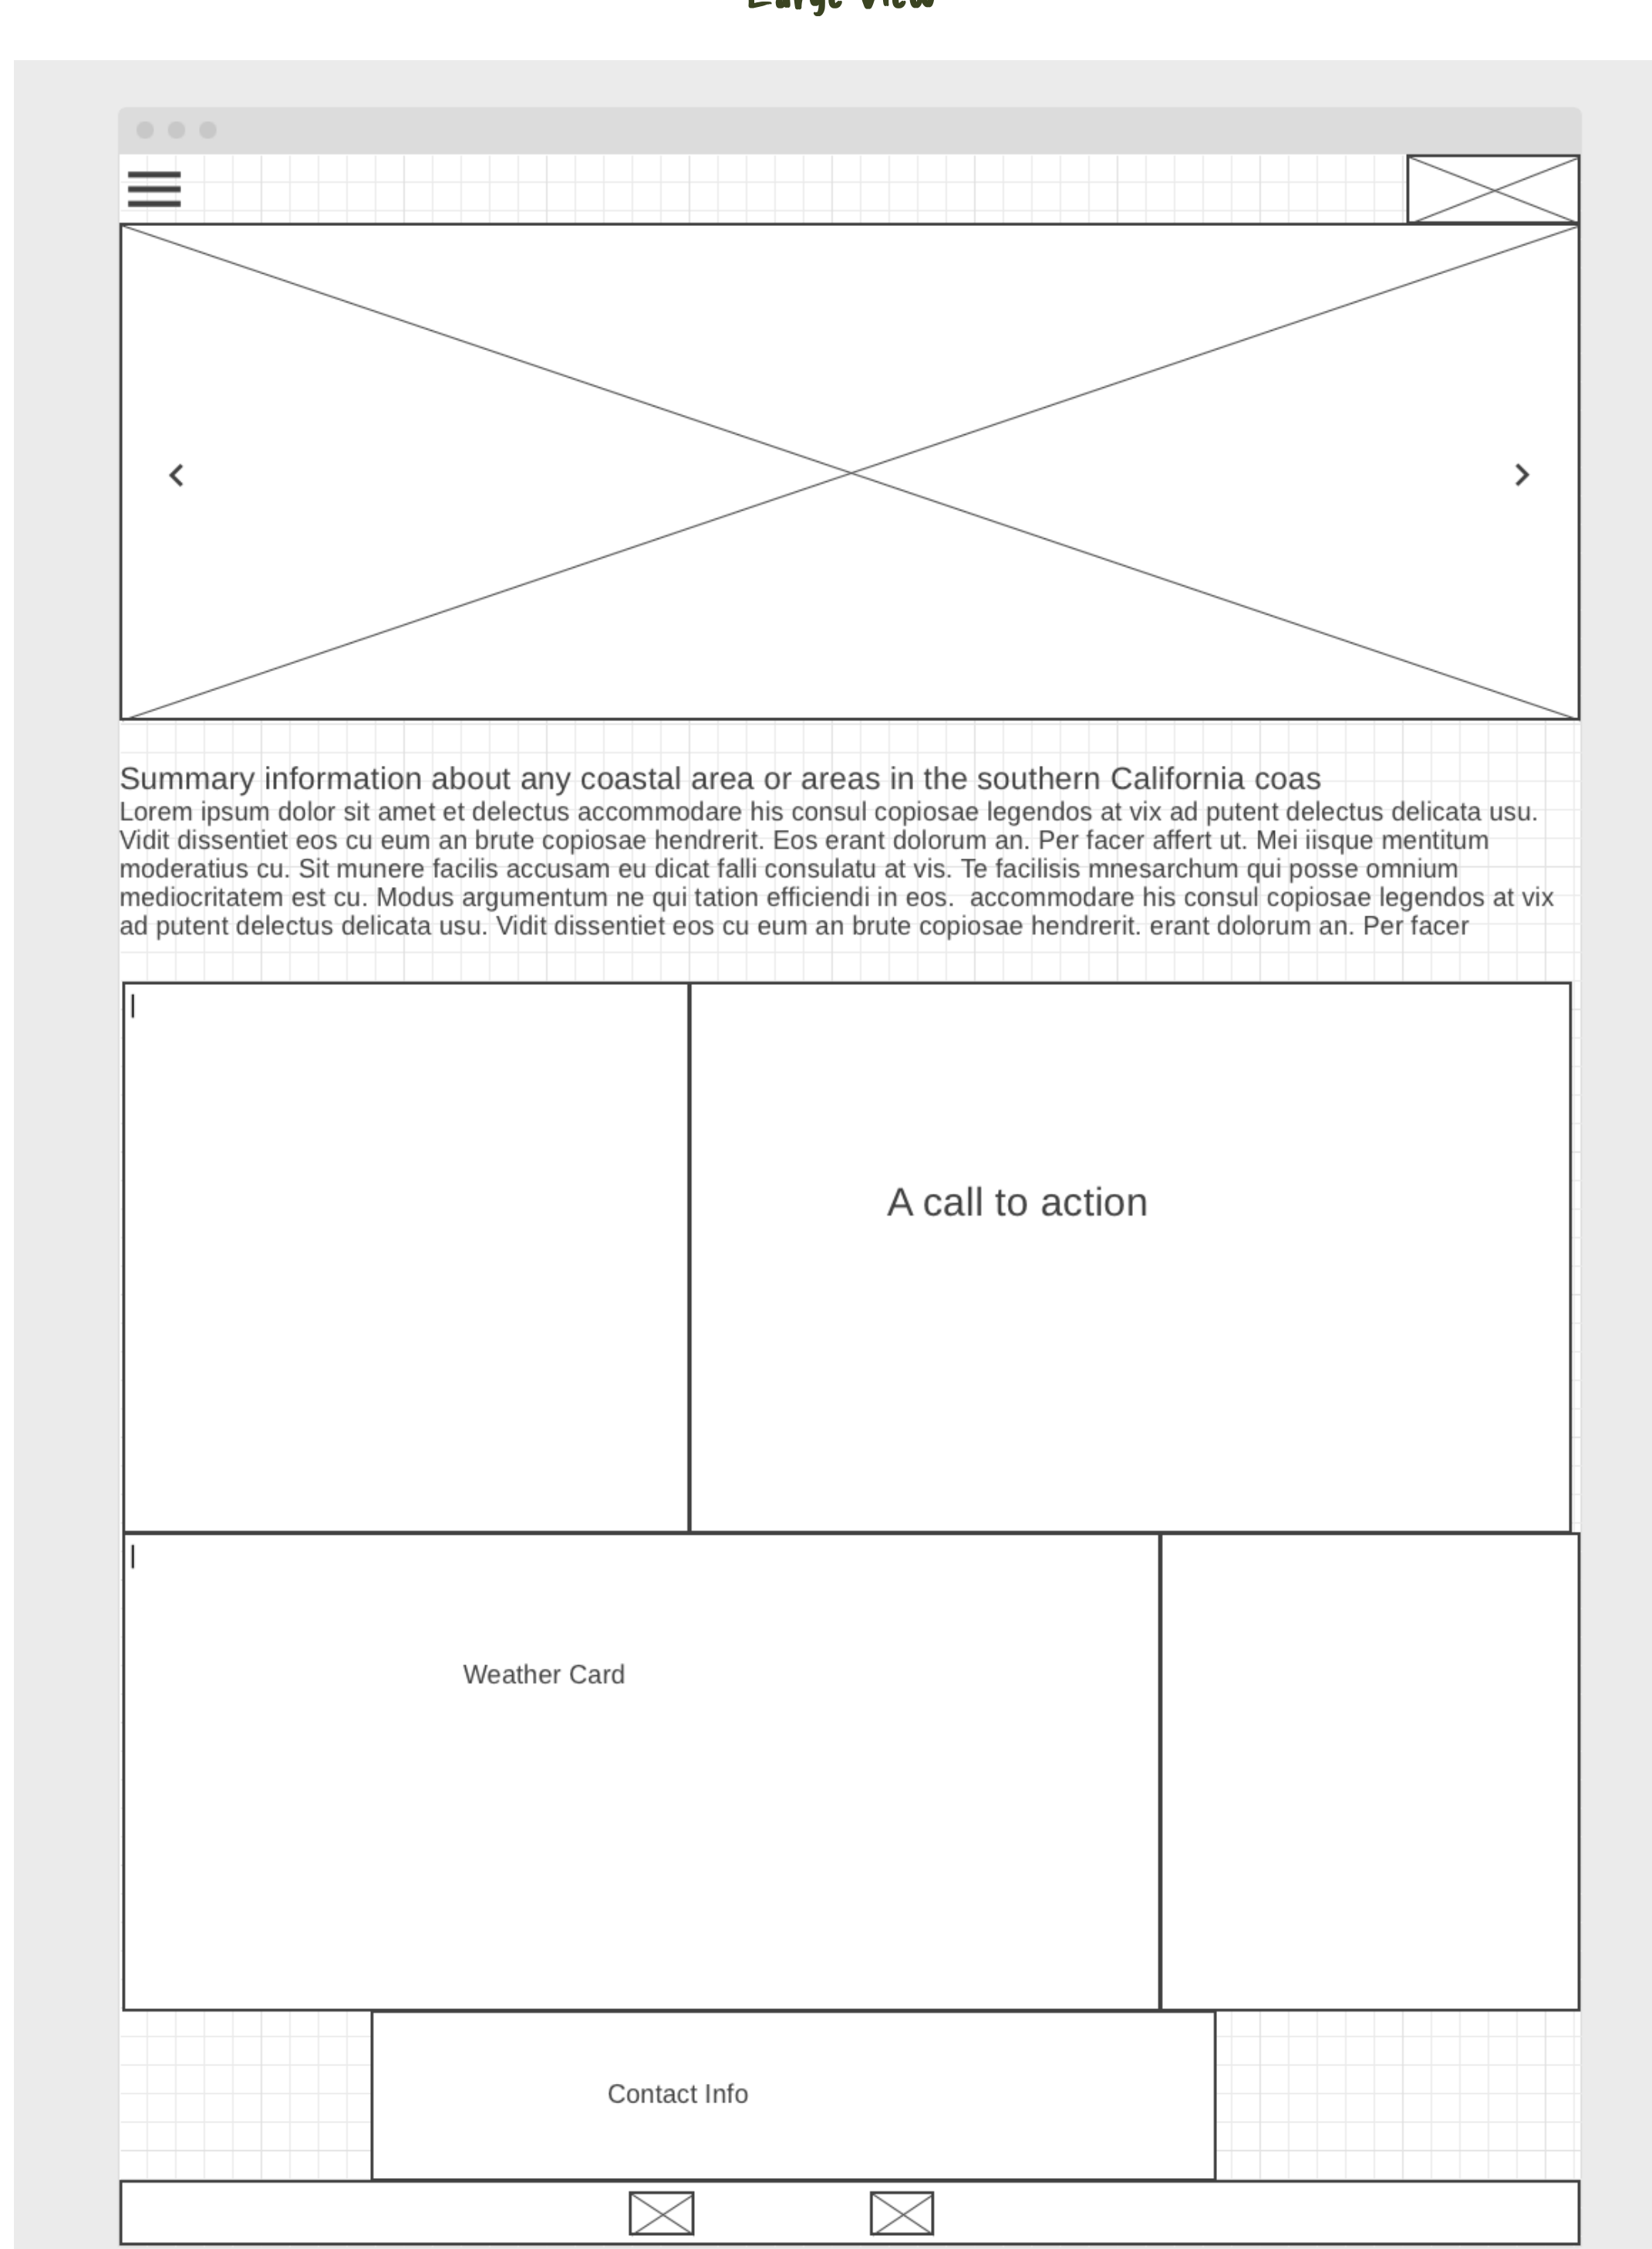 Large View
Summary information about any coastal area or areas in the southern California coas
Lorem ipsum dolor sit amet et delectus accommodare his consul copiosae legendos at vix ad putent delectus delicata usu.
Vidit dissentiet eos cu eum an brute copiosae hendrerit. Eos erant dolorum an. Per facer affert ut. Mei iisque mentitum
moderatius cu. Sit munere facilis accusam eu dicat falli consulatu at vis. Te facilisis mnesarchum qui posse omnium
mediocritatem est cu. Modus argumentum ne qui tation efficiendi in eos.  accommodare his consul copiosae legendos at vix
ad putent delectus delicata usu. Vidit dissentiet eos cu eum an brute copiosae hendrerit. erant dolorum an. Per facer
A call to action
Weather Card
Contact Info